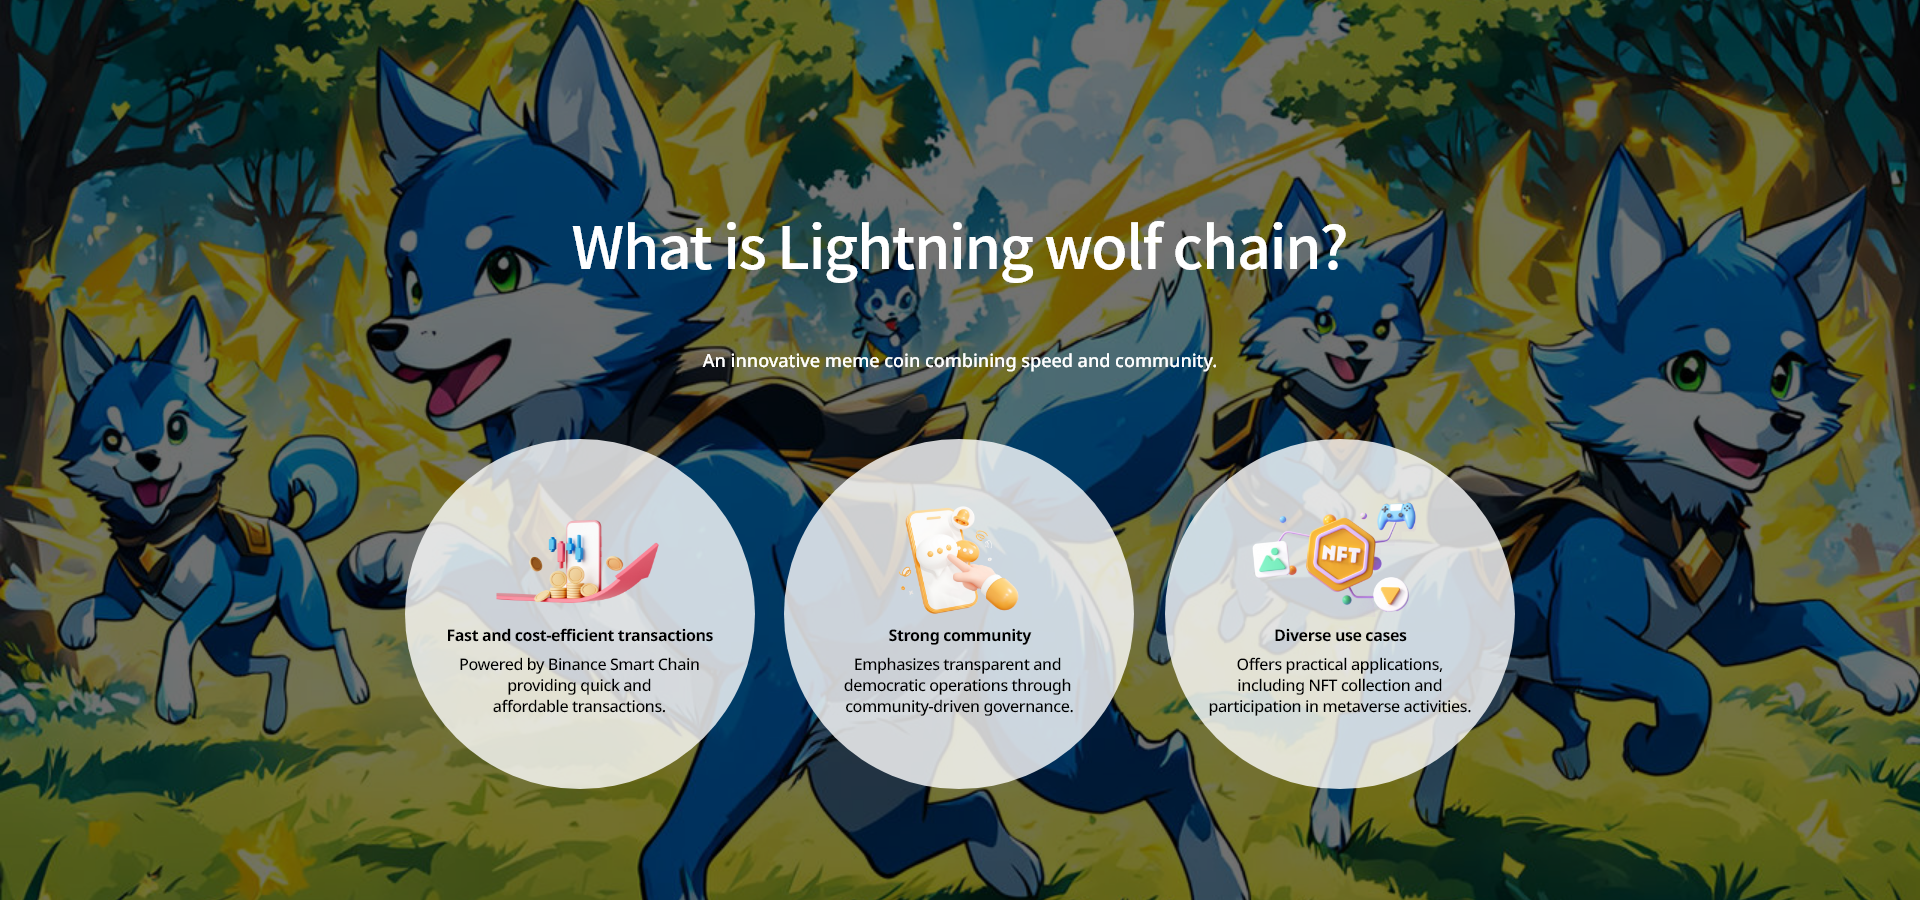 What is Lightning wolf chain?
An innovative meme coin combining speed and community.
Fast and cost-efficient transactions
Powered by Binance Smart Chain
providing quick and
affordable transactions.
Strong community
Emphasizes transparent and
democratic operations through
community-driven governance.
NFT
Diverse use cases
Offers practical applications,
including NFT collection and
participation in metaverse activities.